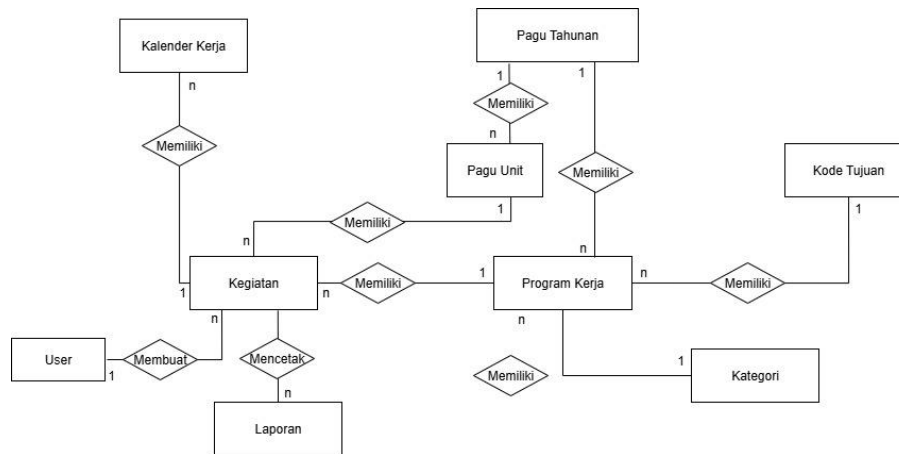 Kalender Kerja
Pagu Tahunan
n
1
1
Memiliki
Memiliki
n
Pagu Unit
Kode Tujuan
Memiliki
1
1
Memiliki
n
n
Kegiatan
Memiliki
1
Program Kerja
n
Memiliki
1
n
n
n
User
Membuat
Mencetak
1
Kategori
1
Memiliki
n
Laporan